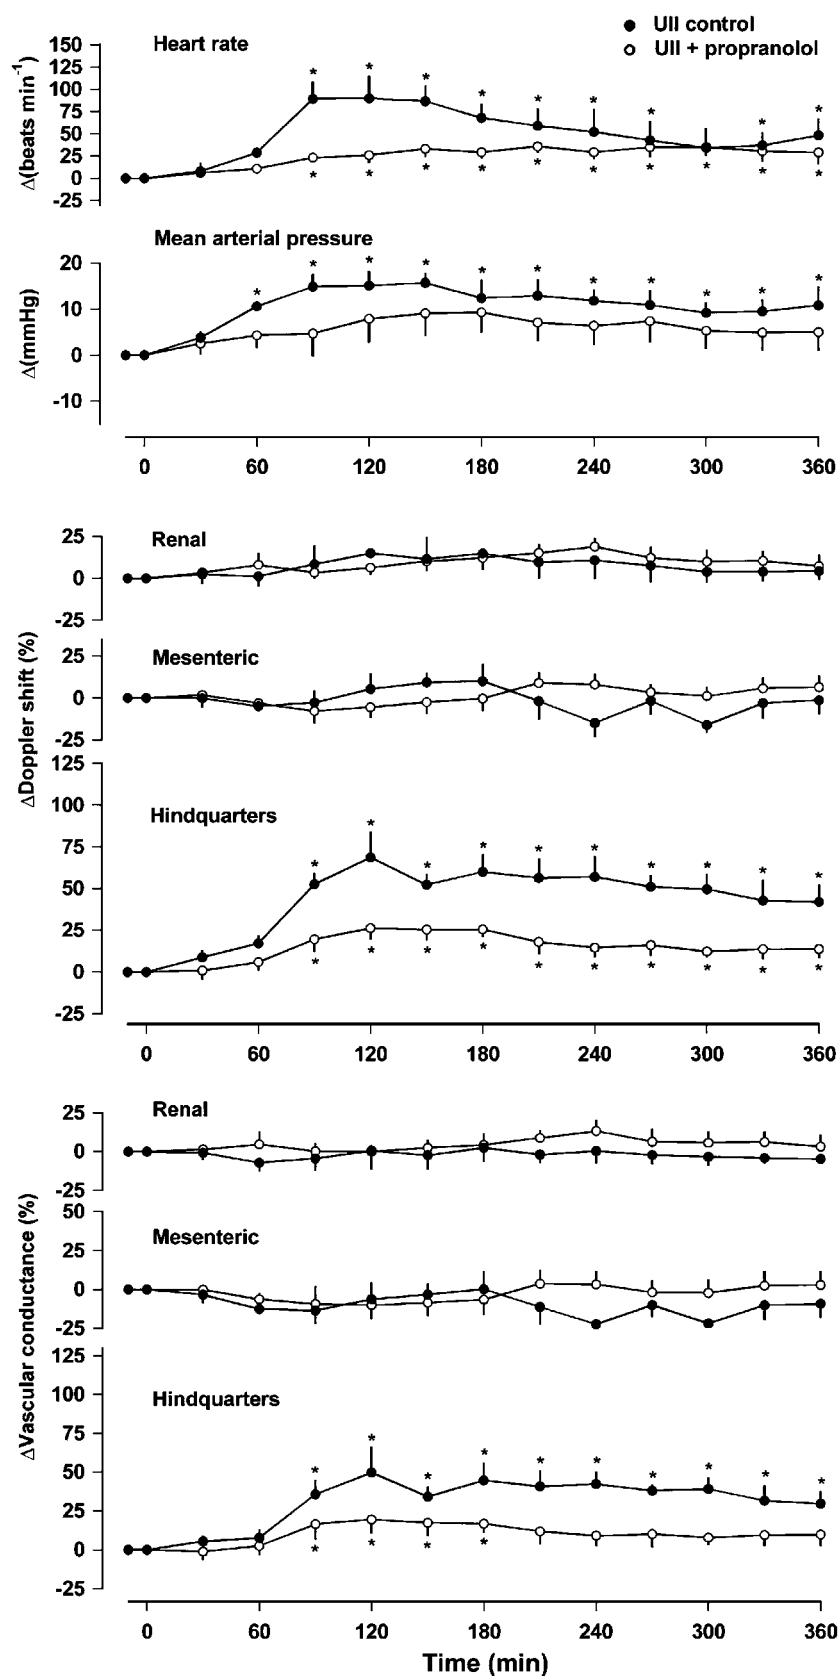 UII control
UII + propranolol
Heart rate
150
125
100
75
50
25
0
-25
Δ(beats min⁻¹)
* * * * * * * * *
* * * * * * * * * *
Mean arterial pressure
20
10
0
-10
Δ(mmHg)
* * * * * * * * * * *
0 60 120 180 240 300 360
ΔDoppler shift (%)
Renal
25
0
-25
Mesenteric
25
0
-25
Hindquarters
125
100
75
50
25
0
-25
* * * * * * * * * *
* * * * * * * * * *
0 60 120 180 240 300 360
ΔVascular conductance (%)
Renal
25
0
-25
Mesenteric
50
25
0
-25
Hindquarters
125
100
75
50
25
0
-25
* * * * * * * * * *
* * * *
0 60 120 180 240 300 360
Time (min)